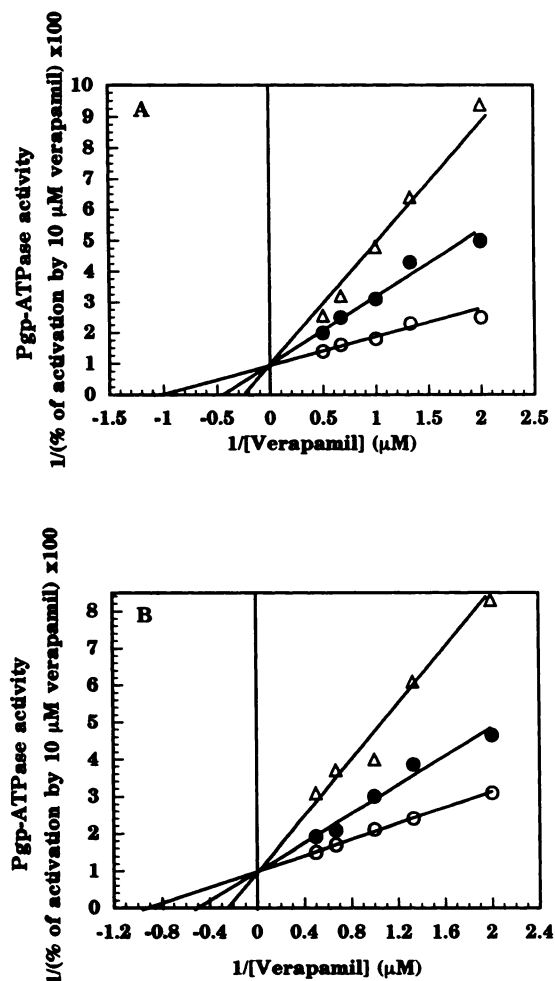 A
Pgp-ATPase activity
1/(% of activation by 10 μM verapamil) x100
10
9
8
7
6
5
4
3
2
1
0
-1.5 -1 -0.5 0 0.5 1 1.5 2 2.5
1/[Verapamil] (μM)
B
Pgp-ATPase activity
1/(% of activation by 10 μM verapamil) x100
8
7
6
5
4
3
2
1
0
-1.2 -0.8 -0.4 0 0.4 0.8 1.2 1.6 2 2.4
1/[Verapamil] (μM)